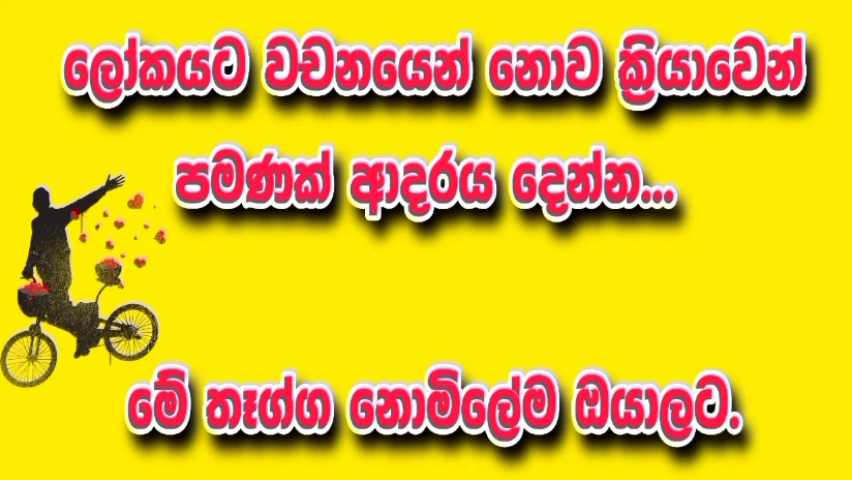 ලෝකයට වචනයෙන් නොව ක්‍රියාවෙන්
පමණක් ආදරය දෙන්න...
මේ තෑග්ග නොමිලේම ඔයාලට.